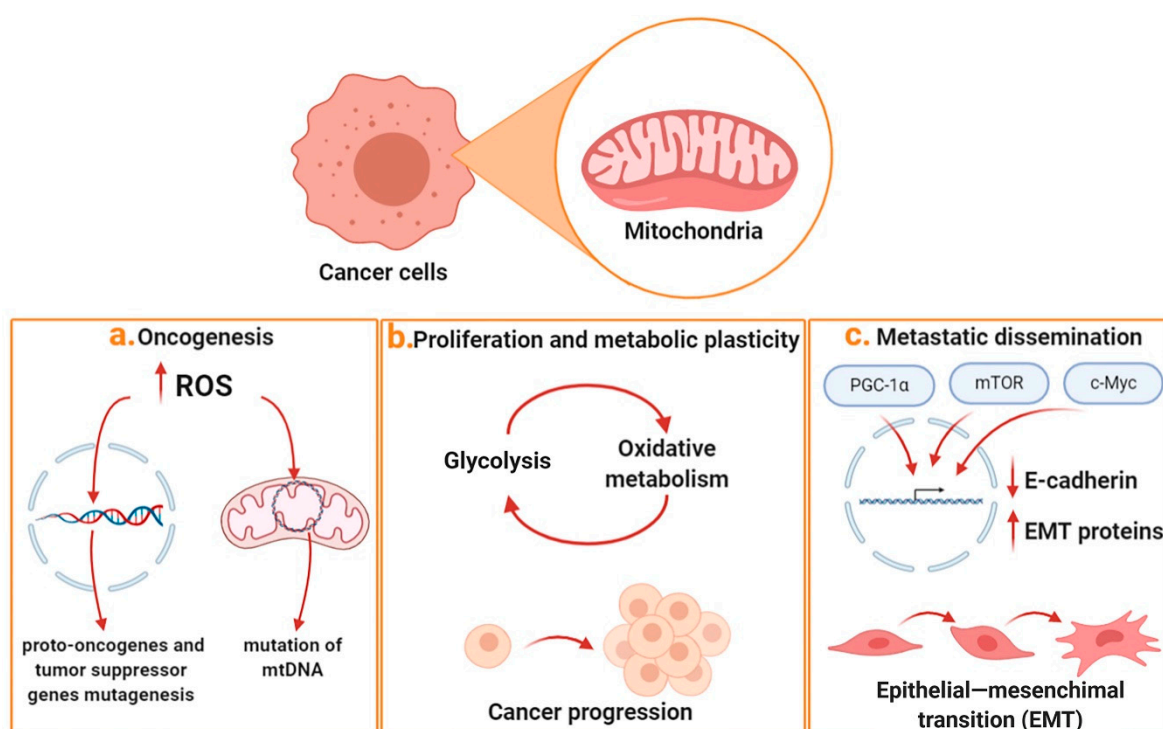 Cancer cells
Mitochondria
a. Oncogenesis
↑ ROS
proto-oncogenes and
tumor suppressor
genes mutagenesis
mutation of
mtDNA
b. Proliferation and metabolic plasticity
Glycolysis
Oxidative
metabolism
Cancer progression
c. Metastatic dissemination
PGC-1α
mTOR
c-Myc
↓ E-cadherin
↑ EMT proteins
Epithelial—mesenchimal
transition (EMT)